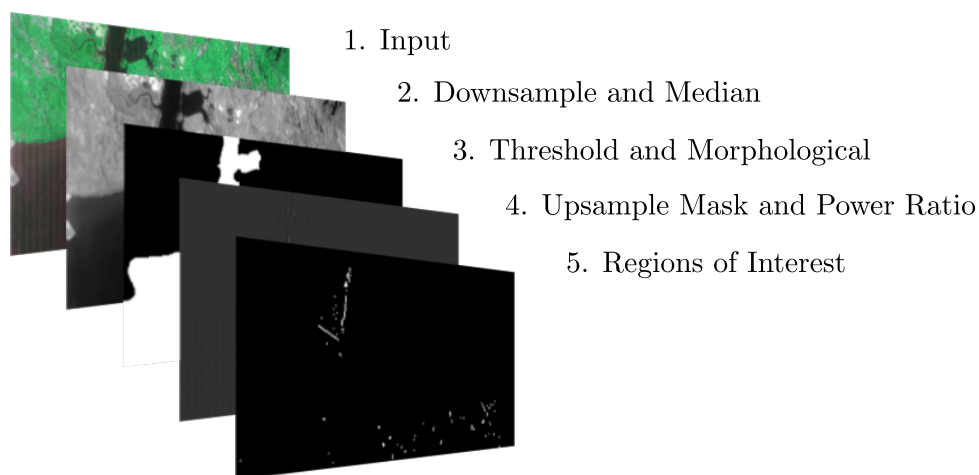 1. Input
2. Downsample and Median
3. Threshold and Morphological
4. Upsample Mask and Power Ratio
5. Regions of Interest